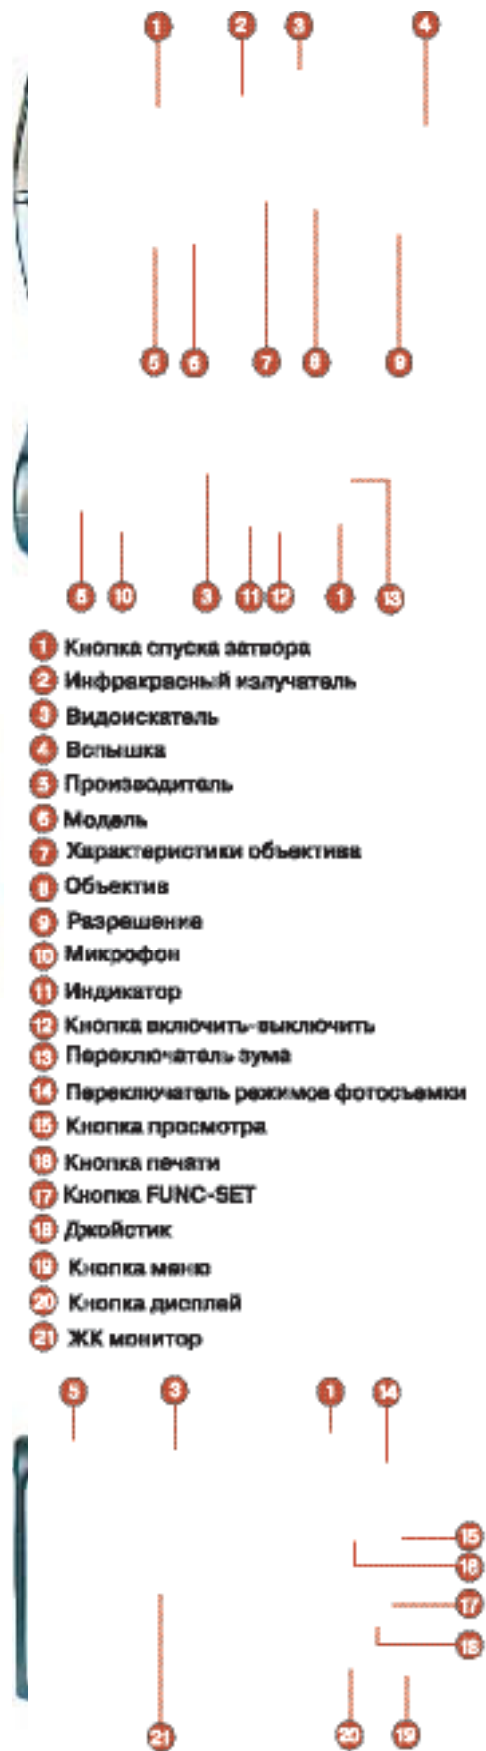 1 2 3 4
5 6 7 8 9
6 10 3 11 12 1 13
1 Кнопка спуска затвора
2 Инфракрасный излучатель
3 Видоискатель
4 Вспышка
5 Производитель
6 Модель
7 Характеристики объектива
8 Объектив
9 Разрешение
10 Микрофон
11 Индикатор
12 Кнопка включить-выключить
13 Переключатель зума
14 Переключатель режимов фотосъемки
15 Кнопка просмотра
16 Кнопка печати
17 Кнопка FUNC-SET
18 Джойстик
19 Кнопка меню
20 Кнопка дисплей
21 ЖК монитор
5 3 1 14
15
16
17
18
21 20 19